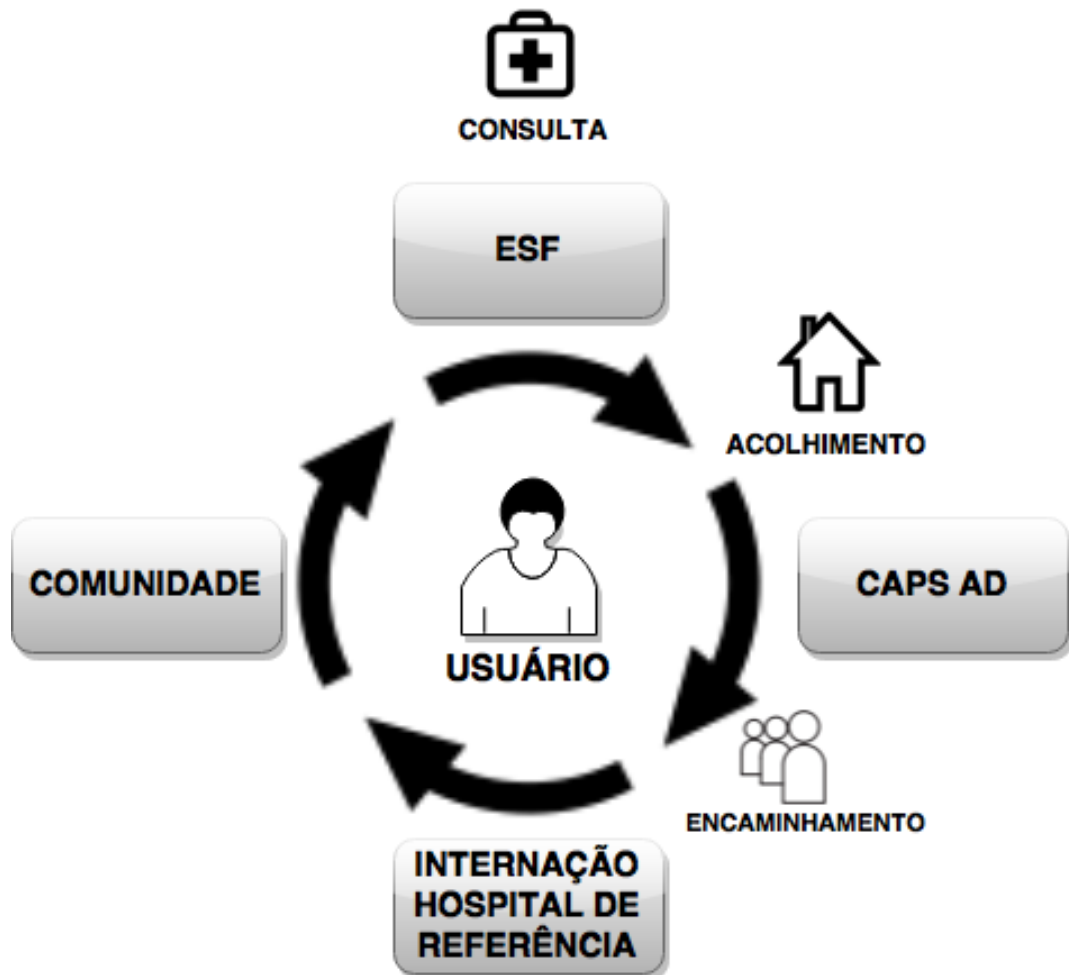 CONSULTA
ESF
ACOLHIMENTO
COMUNIDADE
CAPS AD
USUÁRIO
ENCAMINHAMENTO
INTERNAÇÃO
HOSPITAL DE
REFERÊNCIA